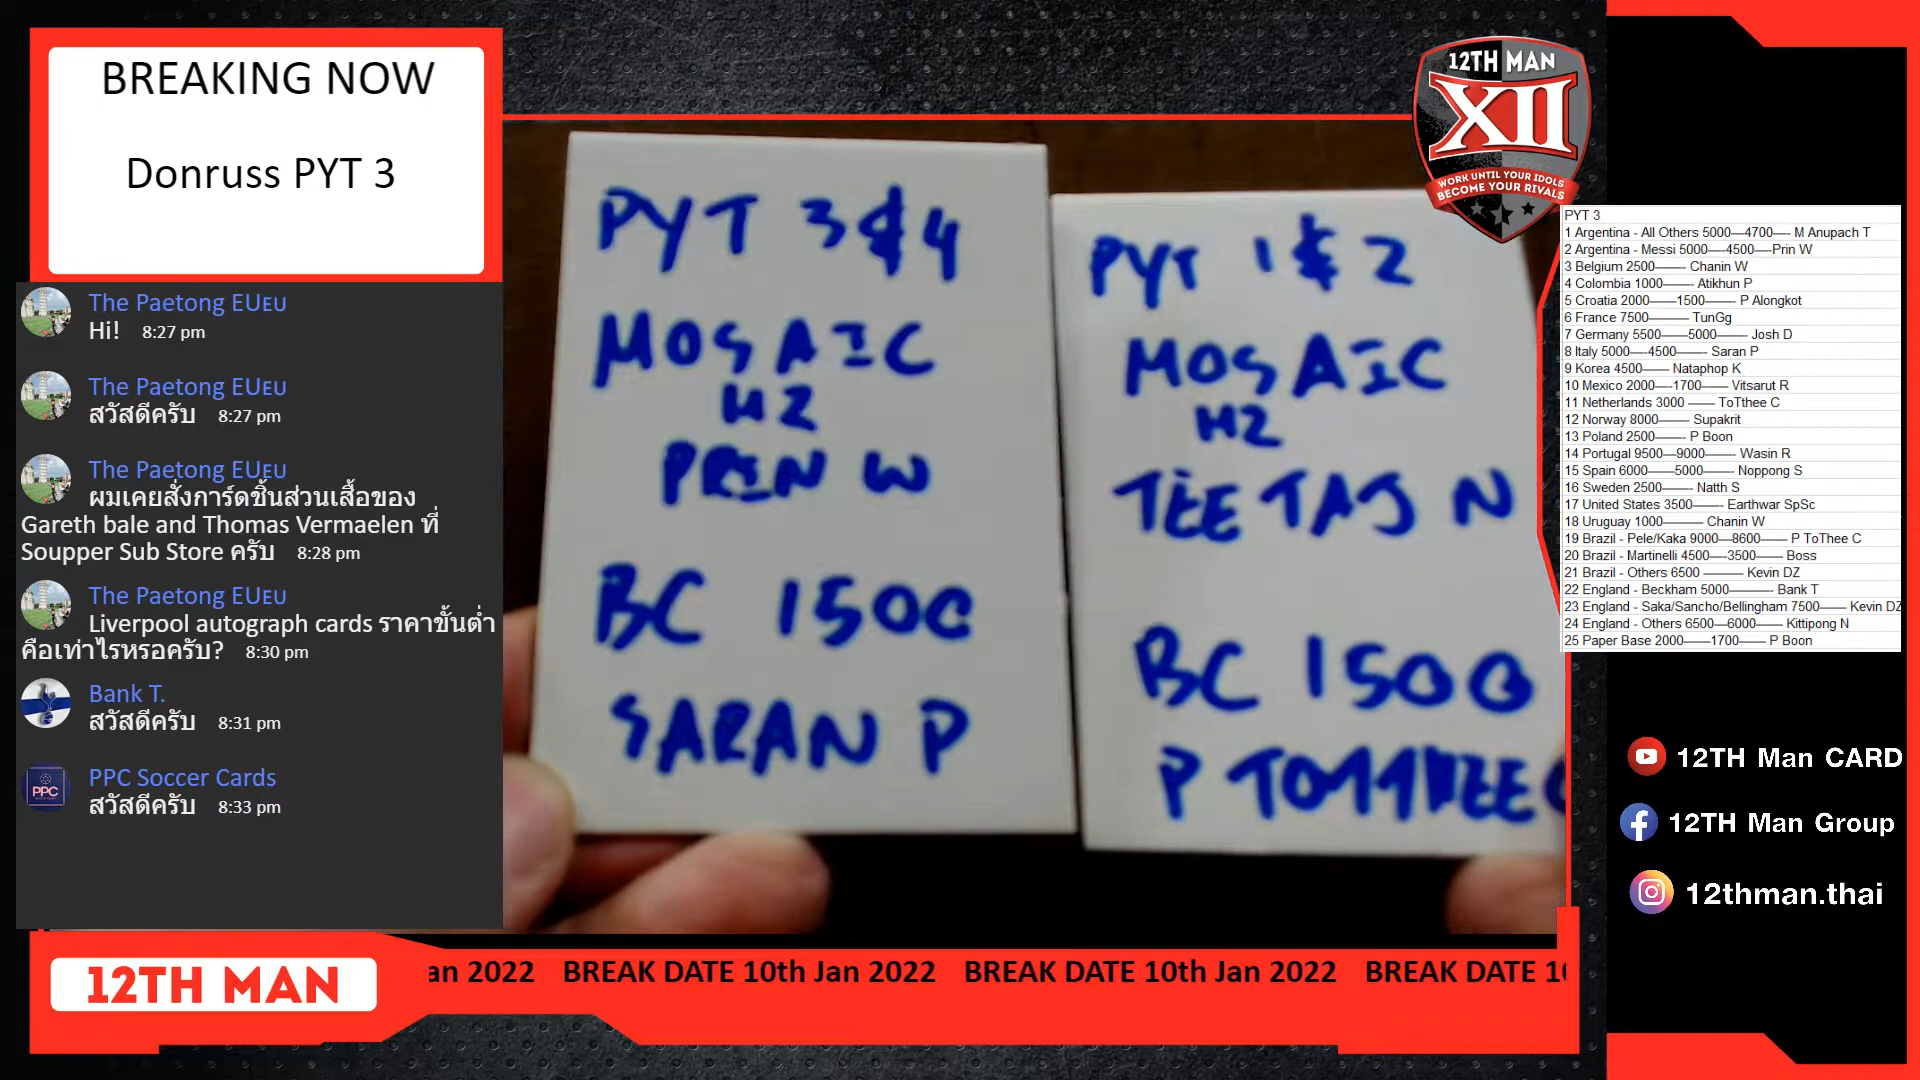 BREAKING NOW
Donruss PYT 3
The Paetong EUEU
Hi! 8:27 pm
The Paetong EUEU
สวัสดีครับ 8:27 pm
The Paetong EUEU
ผมเคยสั่งการ์ดชิ้นส่วนเสื้อของ
Gareth bale and Thomas Vermaelen ที่
Soupper Sub Store ครับ 8:28 pm
The Paetong EUEU
Liverpool autograph cards ราคาขั้นต่ำ
คือเท่าไรหรอครับ? 8:30 pm
Bank T.
สวัสดีครับ 8:31 pm
PPC
PPC Soccer Cards
สวัสดีครับ 8:33 pm
PYT 3 & 4
MOSAIC
H2
PRIN W
BC 1500
SARAN P
PYT 1 & 2
MOSAIC
H2
TEETAJ N
BC 1500
P
12TH MAN
XII
WORK UNTIL YOUR IDOLS
BECOME YOUR RIVALS
PYT 3
1 Argentina - All Others 5000—4700—- M Anupach T
2 Argentina - Messi 5000—-4500—-Prin W
3 Belgium 2500——- Chanin W
4 Colombia 1000——- Atikhun P
5 Croatia 2000——1500——- P Alongkot
6 France 7500——— TunGg
7 Germany 5500——5000——- Josh D
8 Italy 5000—-4500——- Saran P
9 Korea 4500—— Nataphop K
10 Mexico 2000—-1700—— Vitsarut R
11 Netherlands 3000 —— ToTthee C
12 Norway 8000——- Supakrit
13 Poland 2500——- P Boon
14 Portugal 9500—9000——- Wasin R
15 Spain 6000——5000——- Noppong S
16 Sweden 2500——- Natth S
17 United States 3500——- Earthwar SpSc
18 Uruguay 1000——— Chanin W
19 Brazil - Pele/Kaka 9000—8600—— P ToThee C
20 Brazil - Martinelli 4500—-3500—— Boss
21 Brazil - Others 6500 ——— Kevin DZ
22 England - Beckham 5000———- Bank T
23 England - Saka/Sancho/Bellingham 7500—— Kevin DZ
24 England - Others 6500—6000—— Kittipong N
25 Paper Base 2000——1700—— P Boon
12TH Man CARD
12TH Man Group
12thman.thai
12TH MAN
an 2022 BREAK DATE 10th Jan 2022 BREAK DATE 10th Jan 2022 BREAK DATE 1